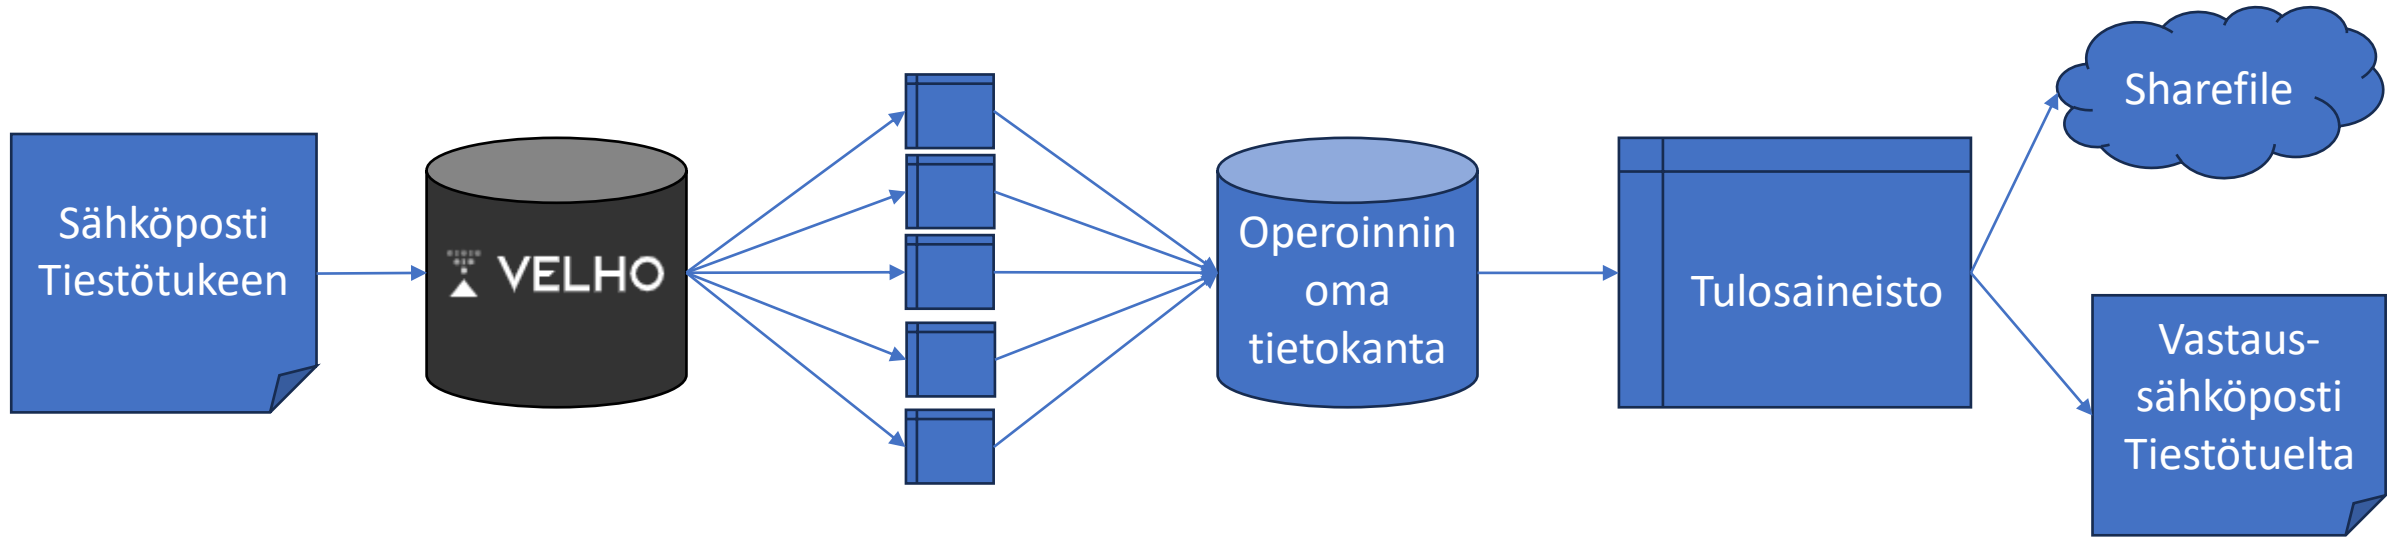 Sähköposti
Tiestötukeen
VELHO
Operoinnin
oma
tietokanta
Tulosaineisto
Sharefile
Vastaus-
sähköposti
Tiestötuelta